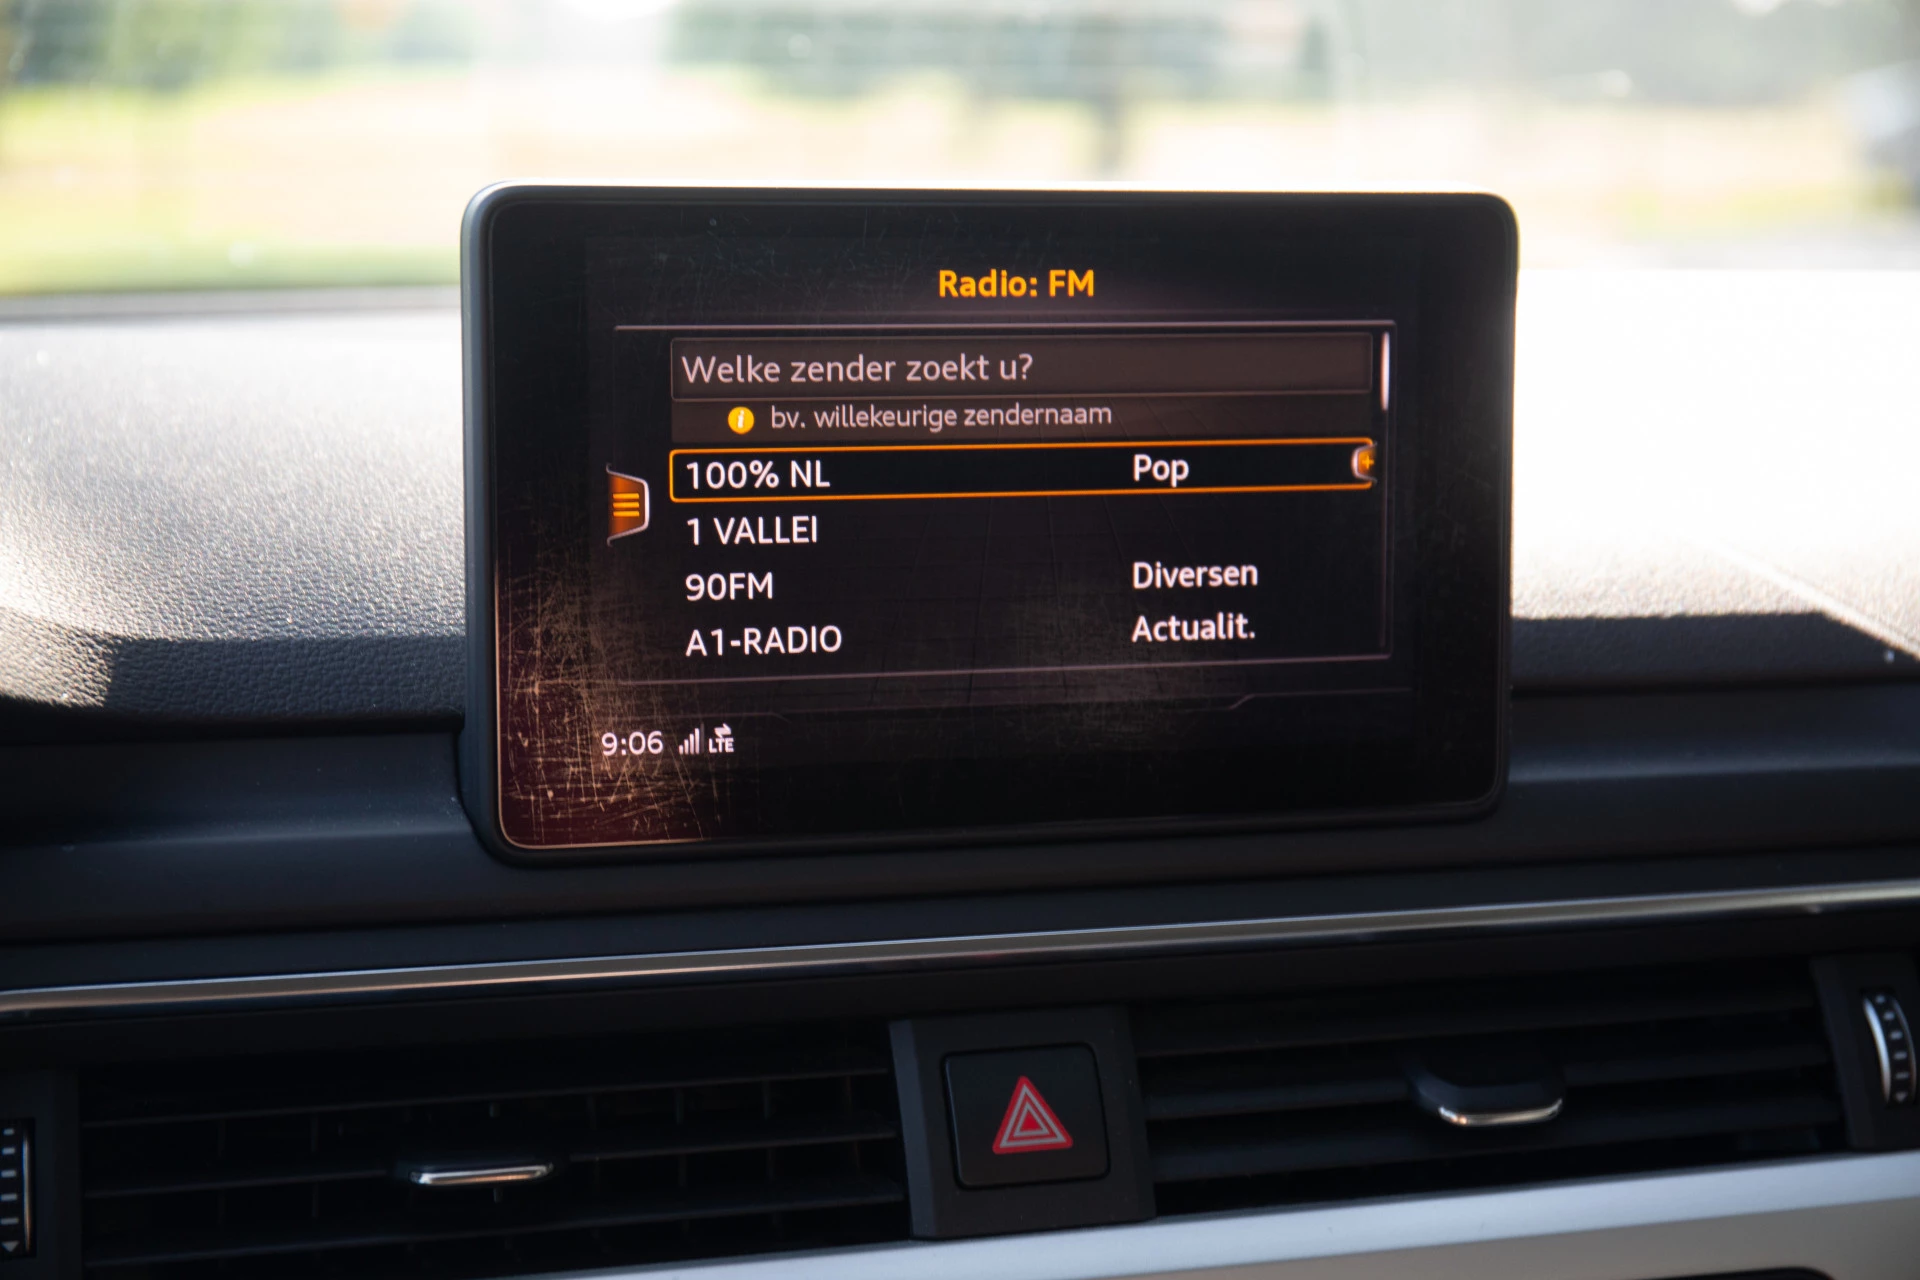 Radio: FM
Welke zender zoekt u?
i bv. willekeurige zendernaam
100% NL Pop
1 VALLEI
90FM Diversen
A1-RADIO Actualit.
9:06 LTE